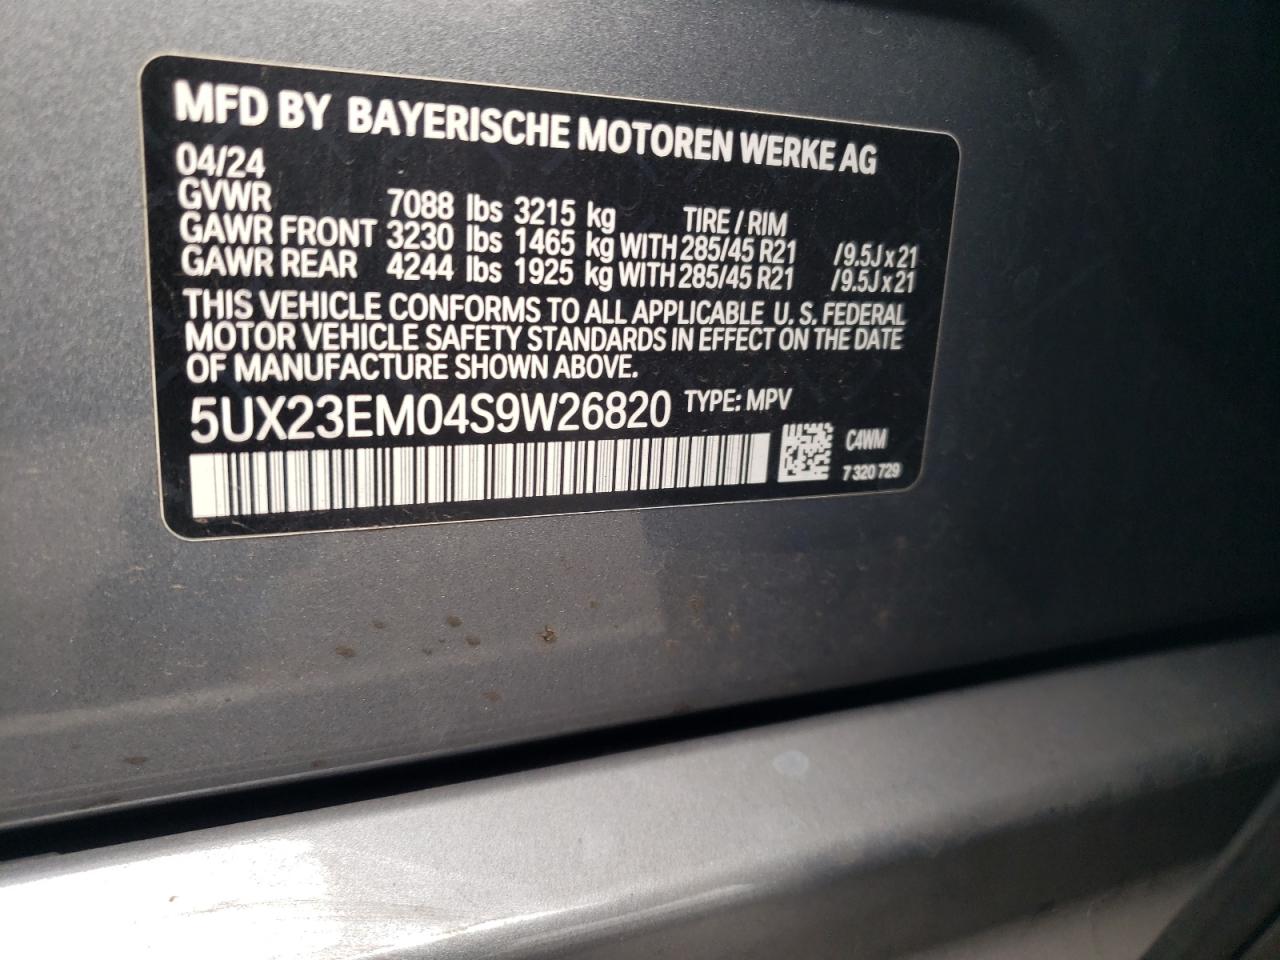 MFD BY BAYERISCHE MOTOREN WERKE AG
04/24
GVWR 7088 lbs 3215 kg TIRE / RIM
GAWR FRONT 3230 lbs 1465 kg WITH 285/45 R21 /9.5J x 21
GAWR REAR 4244 lbs 1925 kg WITH 285/45 R21 /9.5J x 21
THIS VEHICLE CONFORMS TO ALL APPLICABLE U. S. FEDERAL
MOTOR VEHICLE SAFETY STANDARDS IN EFFECT ON THE DATE
OF MANUFACTURE SHOWN ABOVE.
5UX23EM04S9W26820 TYPE: MPV
C4WM
7 320 729